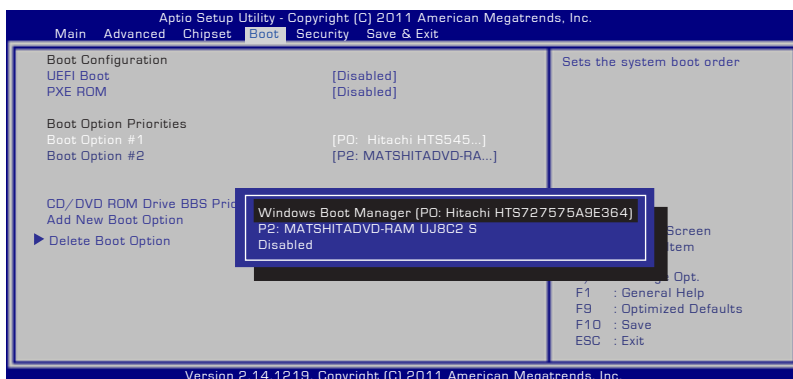 Aptio Setup Utility - Copyright (C) 2011 American Megatrends, Inc.
Main Advanced Chipset Boot Security Save & Exit
Boot Configuration
UEFI Boot [Disabled]
PXE ROM [Disabled]
Boot Option Priorities
Boot Option #1 [P0: Hitachi HTS545...]
Boot Option #2 [P2: MATSHITADVD-RA...]
CD/DVD ROM Drive BBS
Add New Boot Option
Delete Boot Option
Windows Boot Manager (P0: Hitachi HTS727575A9E364)
P2: MATSHITADVD-RAM UJ8C2 S
Disabled
Sets the system boot order
Screen
Opt.
F1 : General Help
F9 : Optimized Defaults
F10 : Save
ESC : Exit
Version 2.14.1219. Copyright (C) 2011 American Megatrends, Inc.